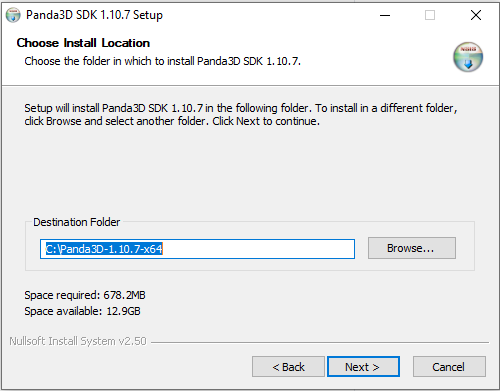 Panda3D SDK 1.10.7 Setup
Choose Install Location
Choose the folder in which to install Panda3D SDK 1.10.7.
Setup will install Panda3D SDK 1.10.7 in the following folder. To install in a different folder,
click Browse and select another folder. Click Next to continue.
Destination Folder
C:\Panda3D-1.10.7-x64
Browse...
Space required: 678.2MB
Space available: 12.9GB
Nullsoft Install System v2.50
< Back
Next >
Cancel